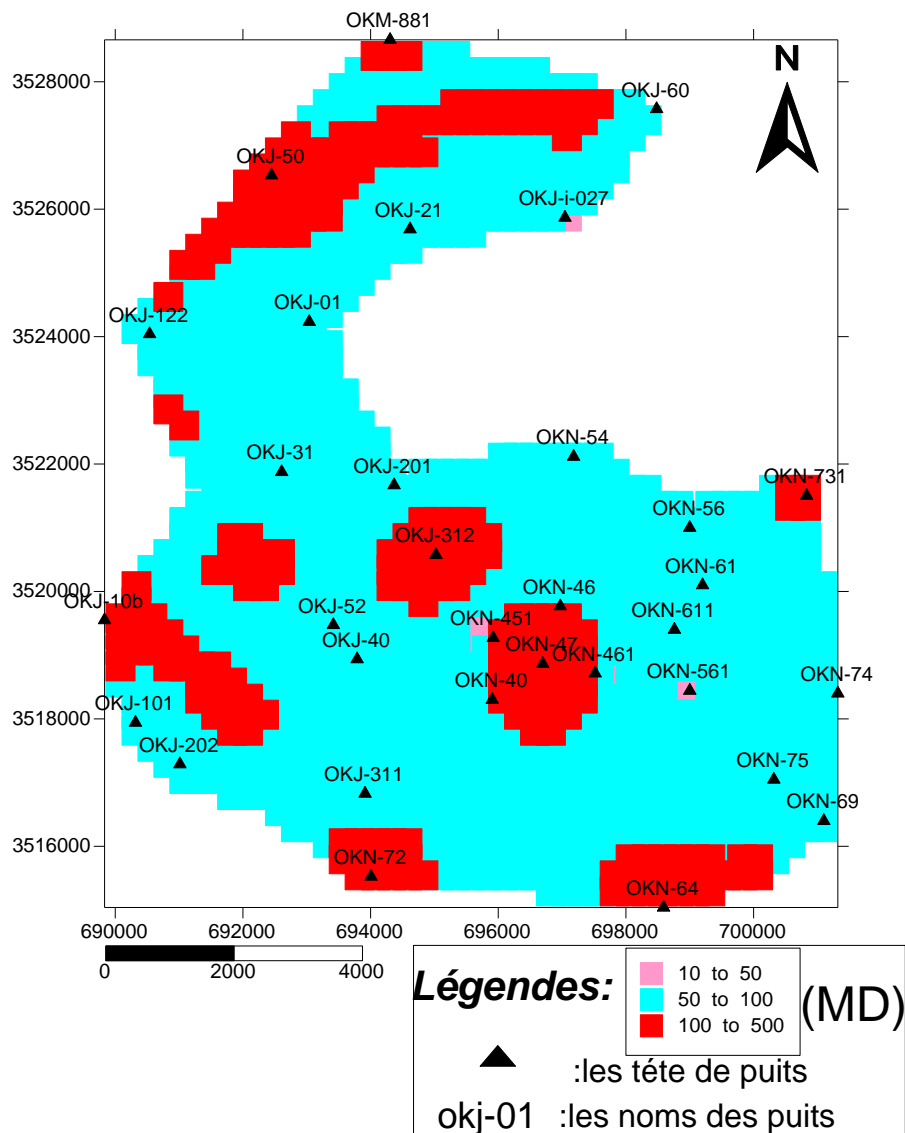 OKM-881
N
3528000
OKJ-60
OKJ-50
OKJ-i-027
3526000
OKJ-21
OKJ-01
OKJ-122
3524000
OKN-54
3522000
OKJ-31
OKJ-201
OKN-731
OKN-56
OKJ-312
OKN-61
3520000
OKJ-10b
OKJ-52
OKN-46
OKN-451
OKN-611
OKJ-40
OKN-47
OKN-461
OKN-40
OKN-561
OKN-74
3518000
OKJ-101
OKJ-202
OKJ-311
OKN-75
OKN-69
3516000
OKN-72
OKN-64
690000 692000 694000 696000 698000 700000
0 2000 4000
Légendes:
10 to 50
50 to 100
100 to 500
(MD)
:les téte de puits
okj-01 :les noms des puits